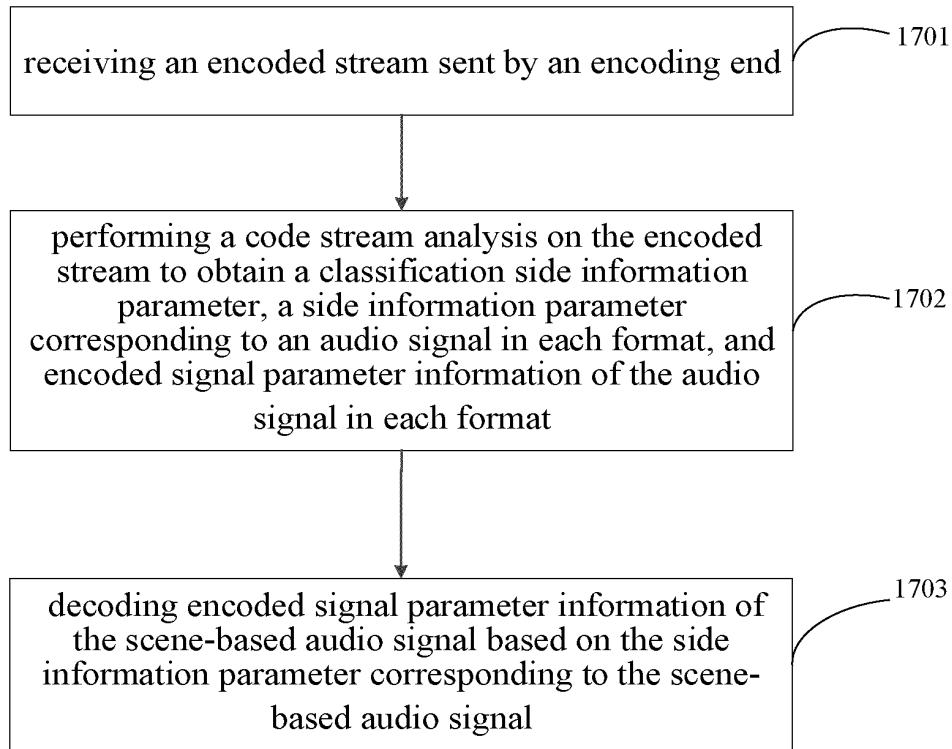 receiving an encoded stream sent by an encoding end
1701
performing a code stream analysis on the encoded
stream to obtain a classification side information
parameter, a side information parameter
corresponding to an audio signal in each format, and
encoded signal parameter information of the audio
signal in each format
1702
decoding encoded signal parameter information of
the scene-based audio signal based on the side
information parameter corresponding to the scene-
based audio signal
1703